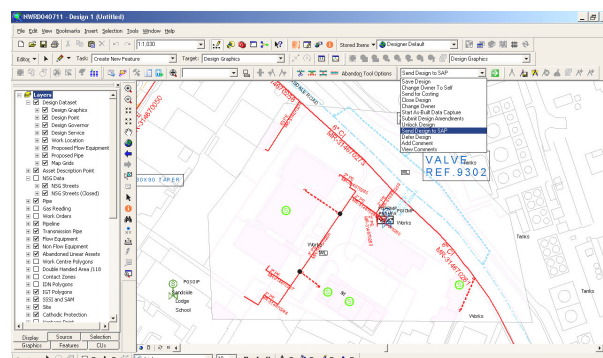 NWRD040711 - Design 1 (Untitled)
File Edit View Bookmarks Insert Selection Tools Window Help
1:1,030
Stored Items
Designer Default
Editor
Task: Create New Feature
Target: Design Graphics
Design Graphics
Abandon Tool Options
Send Design to SAP
Save Design
Change Owner To Self
Send for Costing
Close Design
Change Owner
Start As-Built Data Capture
Submit Design Amendments
Unlock Design
Send Design to SAP
Defer Design
Add Comment
View Comments
Layers
Design Dataset
Design Graphics
Design Point
Design Governor
Design Service
Work Location
Proposed Flow Equipment
Proposed Pipe
Map Grids
Asset Description Point
NSG Data
NSG Streets
NSG Streets (Closed)
Pipe
Gas Reading
Work Orders
Pipeline
Transmission Pipe
Flow Equipment
Non Flow Equipment
Abandoned Linear Assets
Work Centre Polygons
Double Handed Area /118
Contact Zones
IDN Polygons
IGT Polygons
SSSI and SAM
Site
Cathodic Protection
Display Source Selection
Graphics Features CUs
VALVE
REF.9302
Tanks
Works
Tanks
Works
Tanks
Works
PGSOIP
Lodge
School